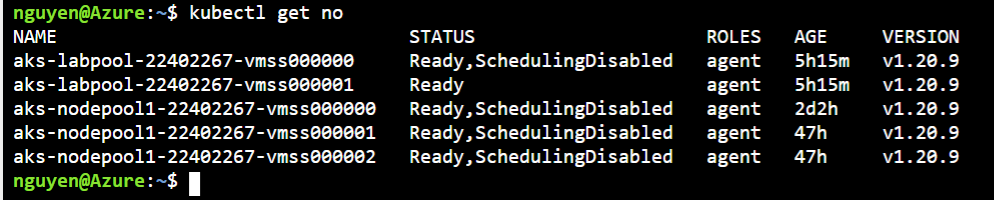 nguyen@Azure:~$ kubectl get no
NAME STATUS ROLES AGE VERSION
aks-labpool-22402267-vmss000000 Ready,SchedulingDisabled agent 5h15m v1.20.9
aks-labpool-22402267-vmss000001 Ready agent 5h15m v1.20.9
aks-nodepool1-22402267-vmss000000 Ready,SchedulingDisabled agent 2d2h v1.20.9
aks-nodepool1-22402267-vmss000001 Ready,SchedulingDisabled agent 47h v1.20.9
aks-nodepool1-22402267-vmss000002 Ready,SchedulingDisabled agent 47h v1.20.9
nguyen@Azure:~$